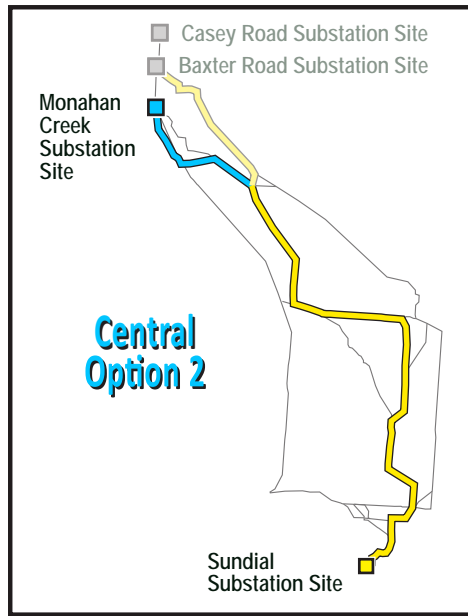 Casey Road Substation Site
Baxter Road Substation Site
Monahan
Creek
Substation
Site
Central
Option 2
Sundial
Substation Site